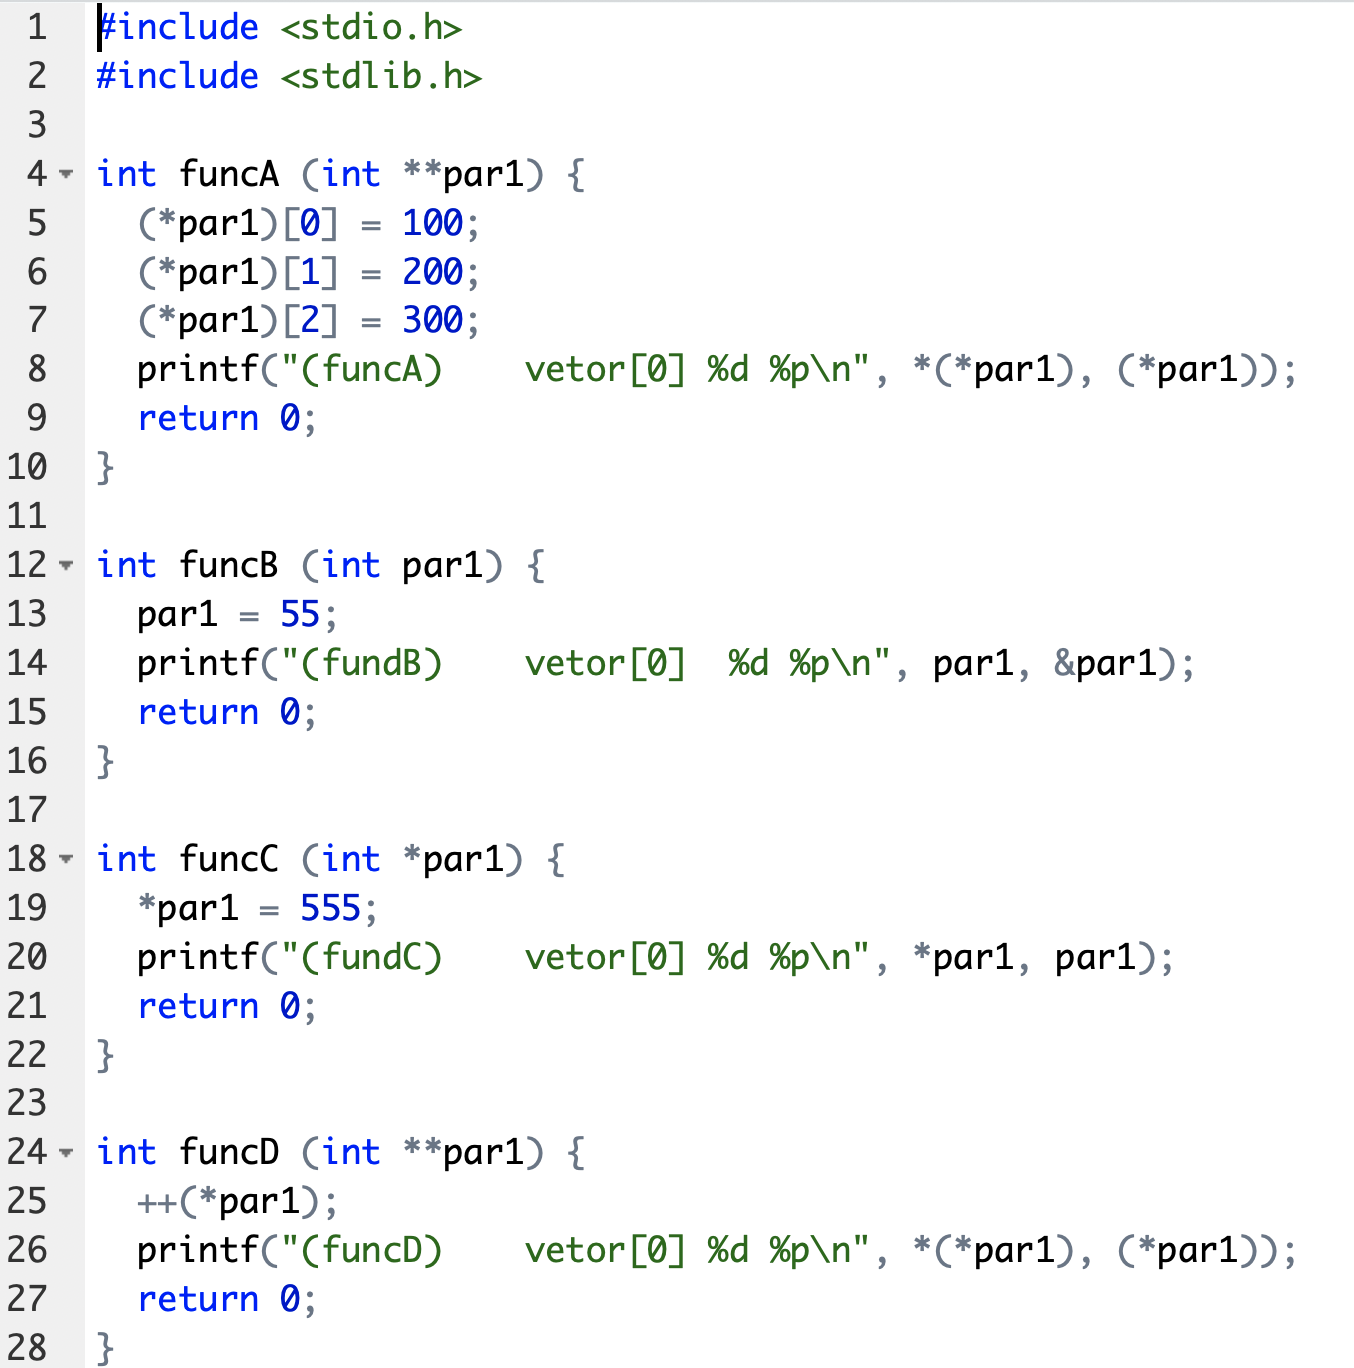 1 #include <stdio.h>
2 #include <stdlib.h>
3
4 int funcA (int **par1) {
5   (*par1)[0] = 100;
6   (*par1)[1] = 200;
7   (*par1)[2] = 300;
8   printf("(funcA)    vetor[0] %d %p\n", *(*par1), (*par1));
9   return 0;
10 }
11
12 int funcB (int par1) {
13   par1 = 55;
14   printf("(fundB)    vetor[0]  %d %p\n", par1, &par1);
15   return 0;
16 }
17
18 int funcC (int *par1) {
19   *par1 = 555;
20   printf("(fundC)    vetor[0] %d %p\n", *par1, par1);
21   return 0;
22 }
23
24 int funcD (int **par1) {
25   ++(*par1);
26   printf("(funcD)    vetor[0] %d %p\n", *(*par1), (*par1));
27   return 0;
28 }